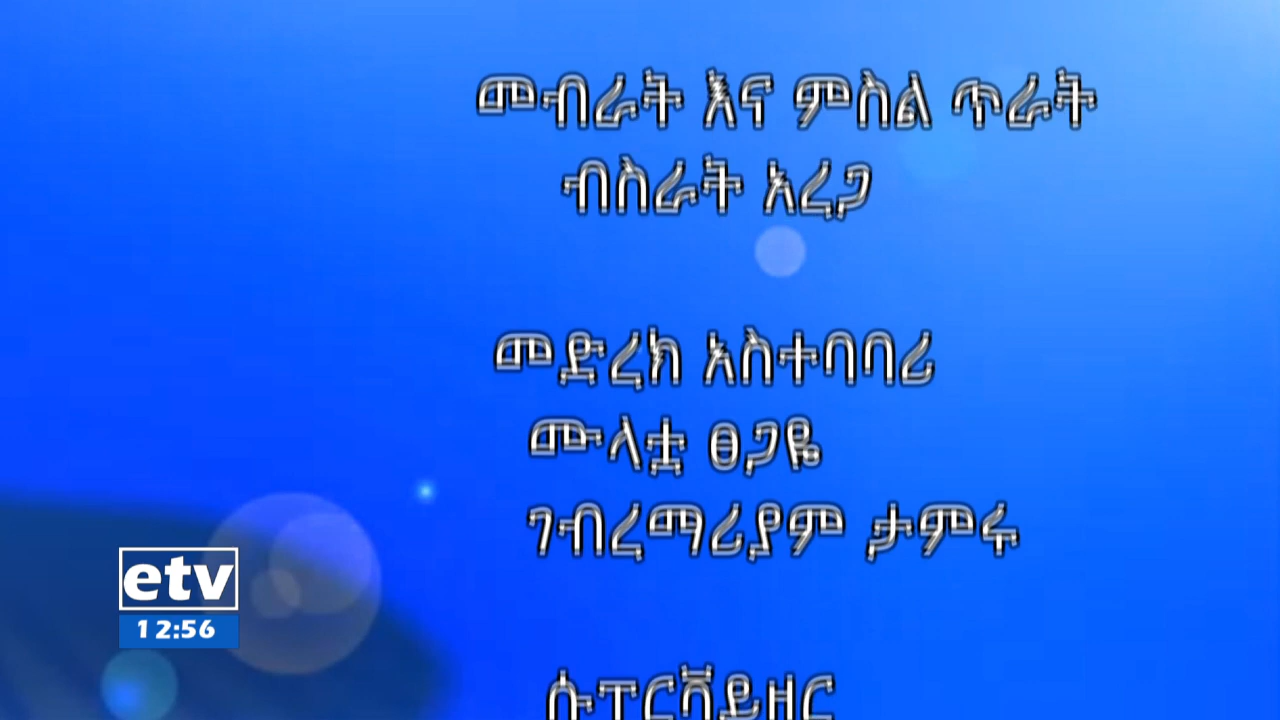 መብራት እና ምስል ጥራት
ብስራት አረጋ
መድረክ አስተባባሪ
ሙላቷ ፀጋዬ
ገብረማሪያም ታምሩ
ሱፐርቫይዘር
etv
12:56